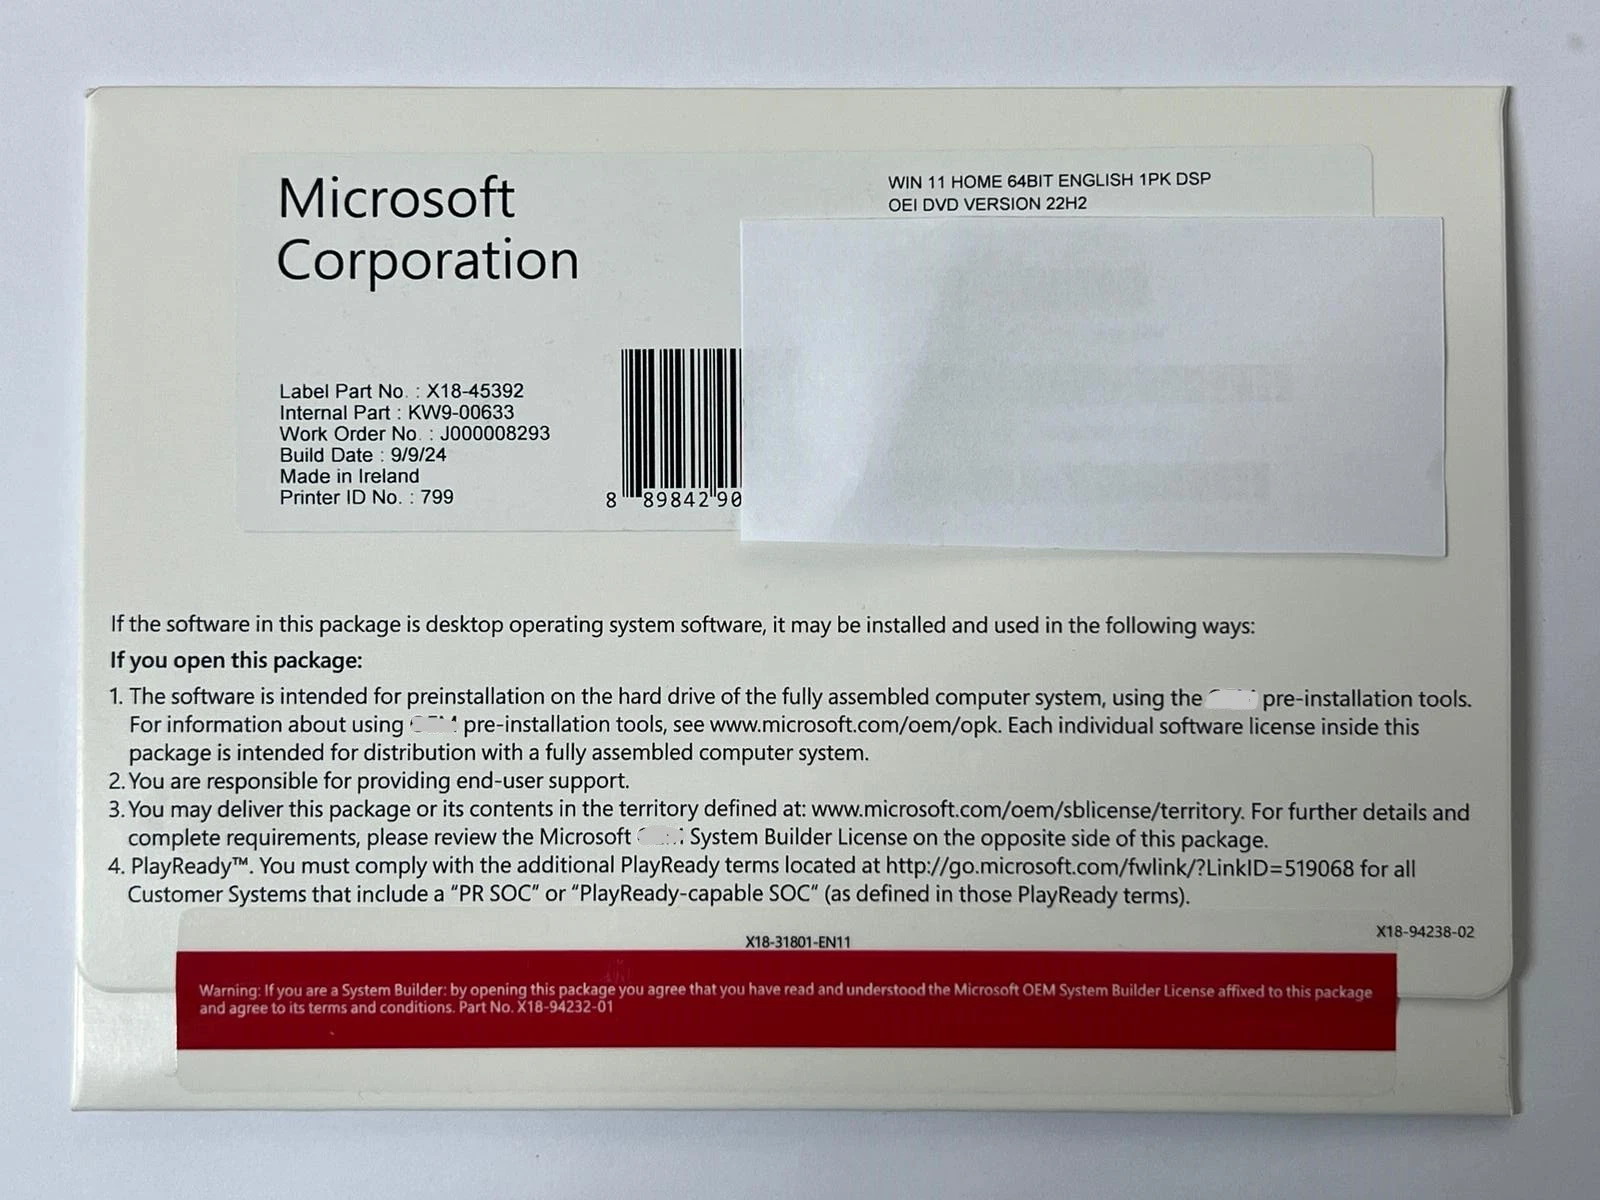 Microsoft
Corporation
WIN 11 HOME 64BIT ENGLISH 1PK DSP
OEI DVD VERSION 22H2
Label Part No. : X18-45392
Internal Part : KW9-00633
Work Order No. : J000008293
Build Date : 9/9/24
Made in Ireland
Printer ID No. : 799
8 89842 90
If the software in this package is desktop operating system software, it may be installed and used in the following ways:
If you open this package:
1. The software is intended for preinstallation on the hard drive of the fully assembled computer system, using the pre-installation tools.
For information about using pre-installation tools, see www.microsoft.com/oem/opk. Each individual software license inside this
package is intended for distribution with a fully assembled computer system.
2. You are responsible for providing end-user support.
3. You may deliver this package or its contents in the territory defined at: www.microsoft.com/oem/sblicense/territory. For further details and
complete requirements, please review the Microsoft System Builder License on the opposite side of this package.
4. PlayReady™. You must comply with the additional PlayReady terms located at http://go.microsoft.com/fwlink/?LinkID=519068 for all
Customer Systems that include a “PR SOC” or “PlayReady-capable SOC” (as defined in those PlayReady terms).
X18-94238-02
X18-31801-EN11
Warning: If you are a System Builder: by opening this package you agree that you have read and understood the Microsoft OEM System Builder License affixed to this package
and agree to its terms and conditions. Part No. X18-94232-01